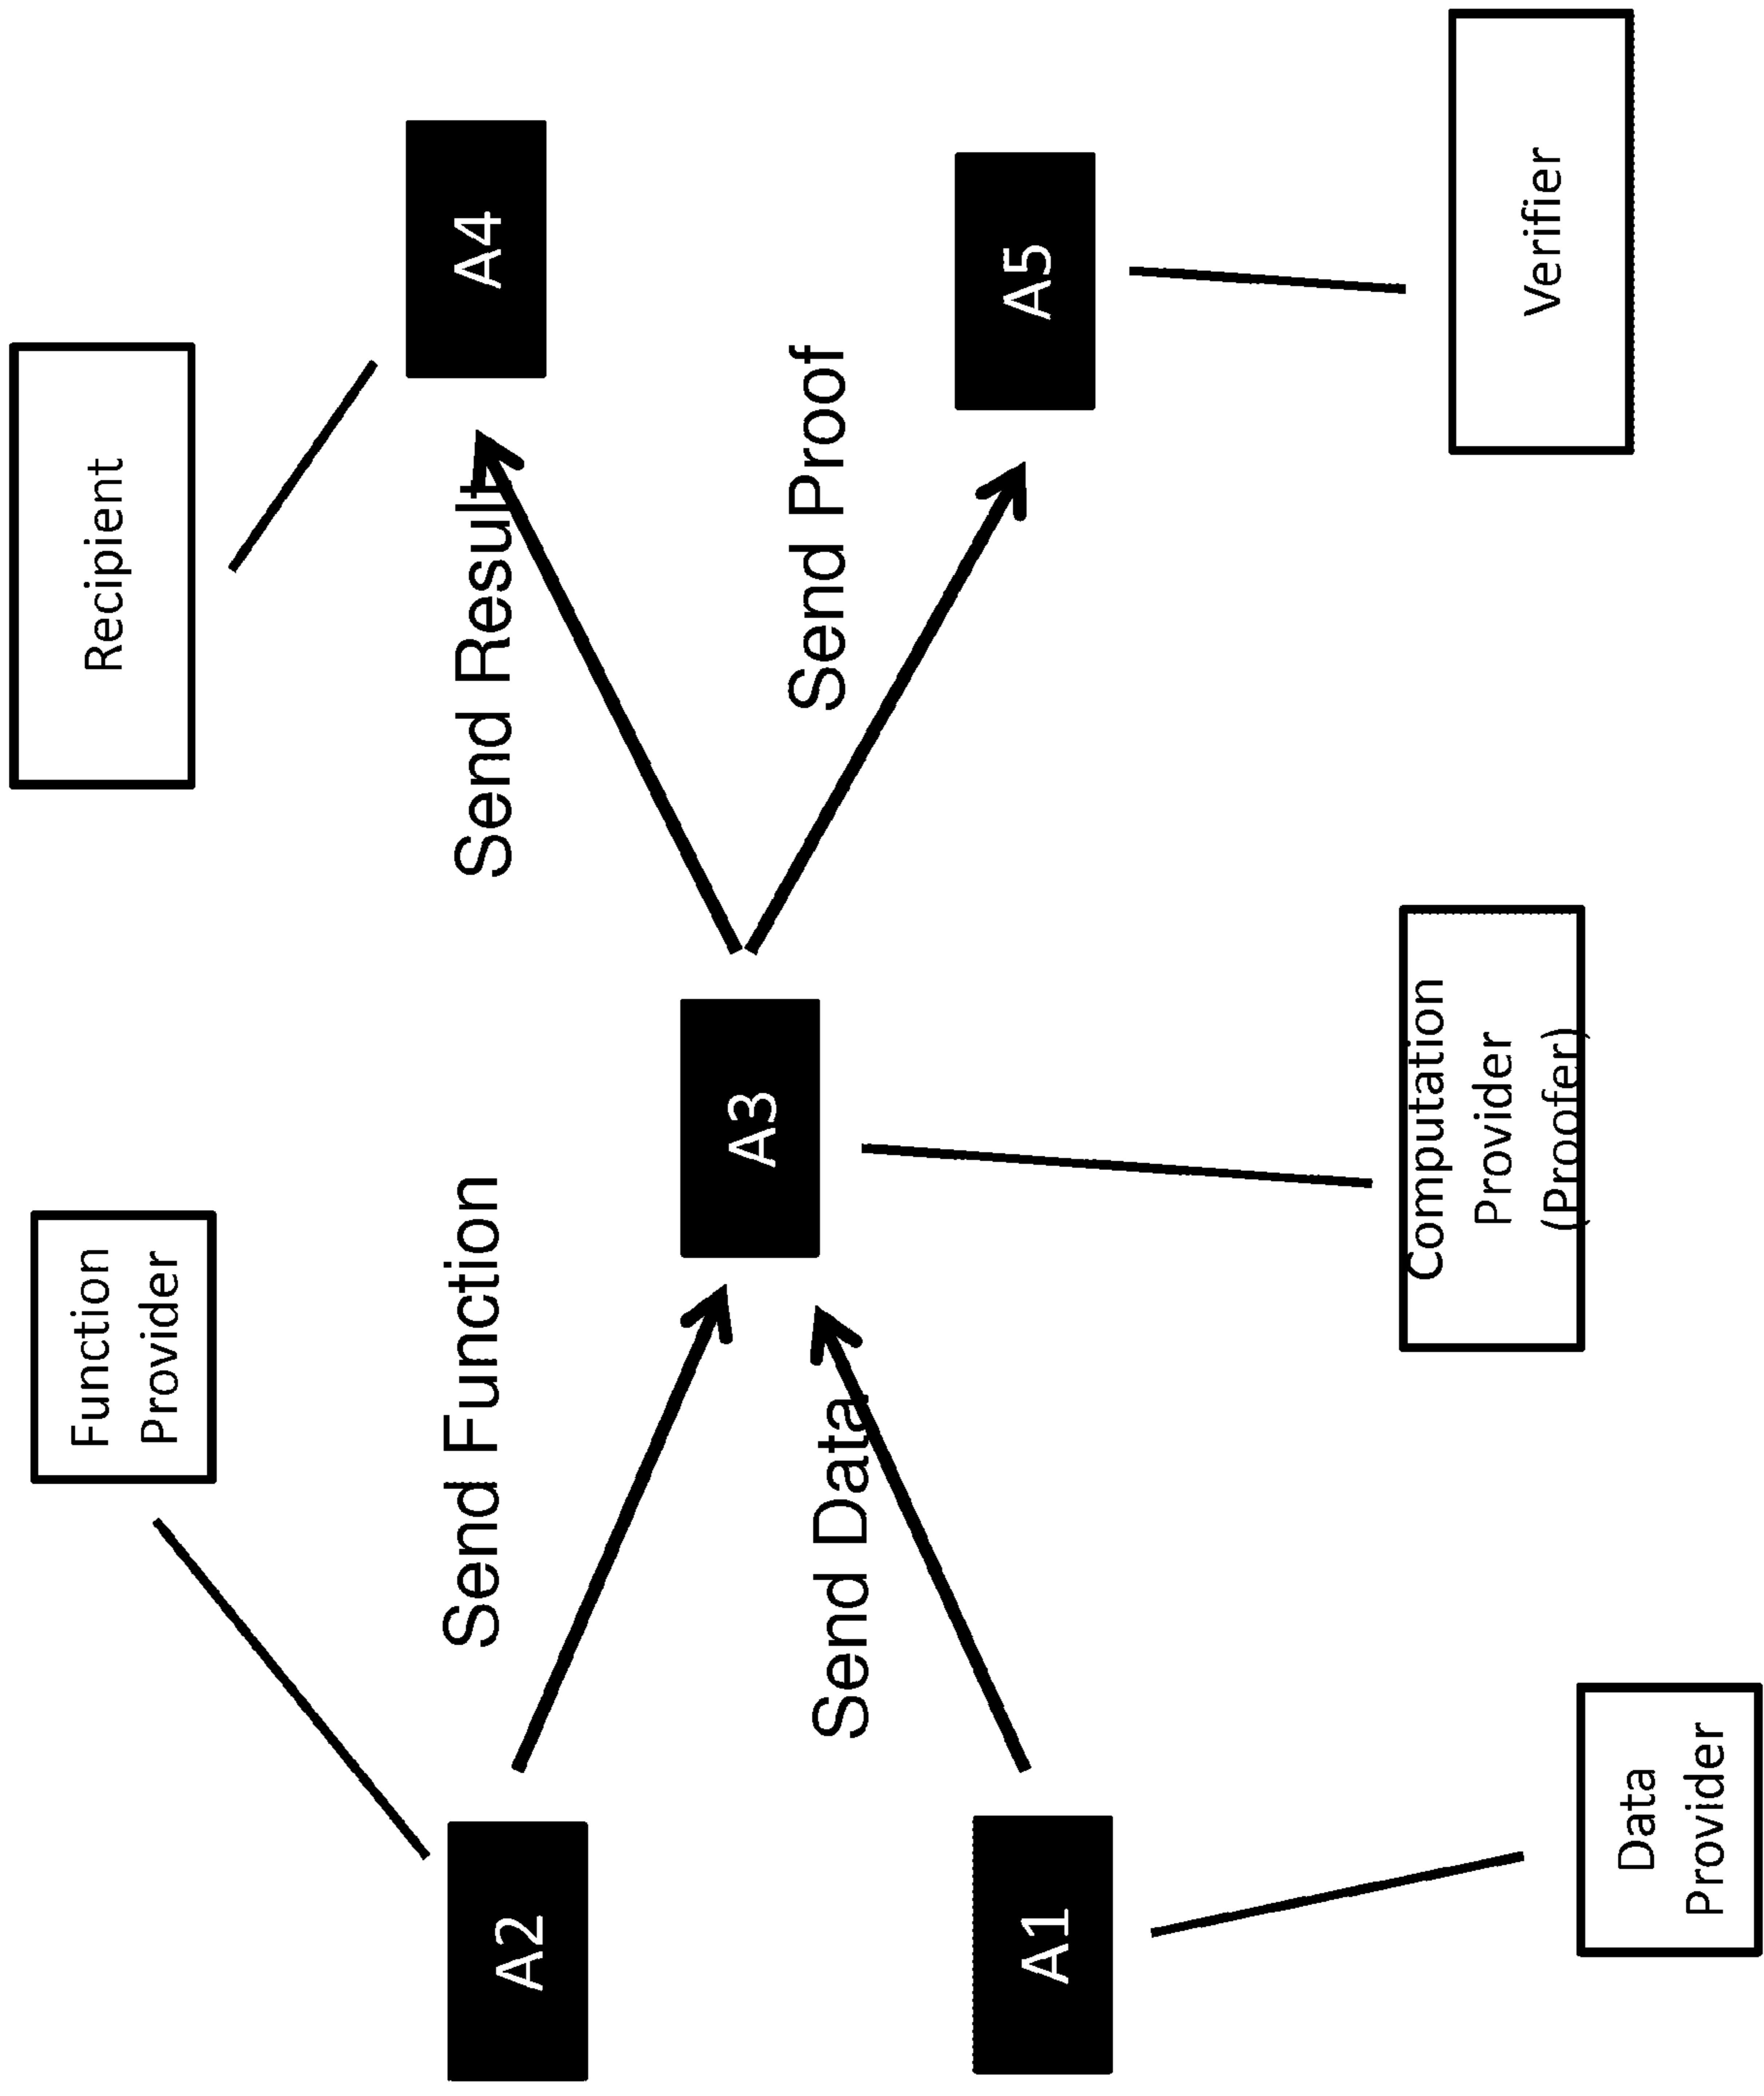 Function
Provider
Recipient
A2
Send Function
Send Result
A4
A3
Send Data
Send Proof
A1
A5
Computation
Provider
(Proofer)
Verifier
Data
Provider